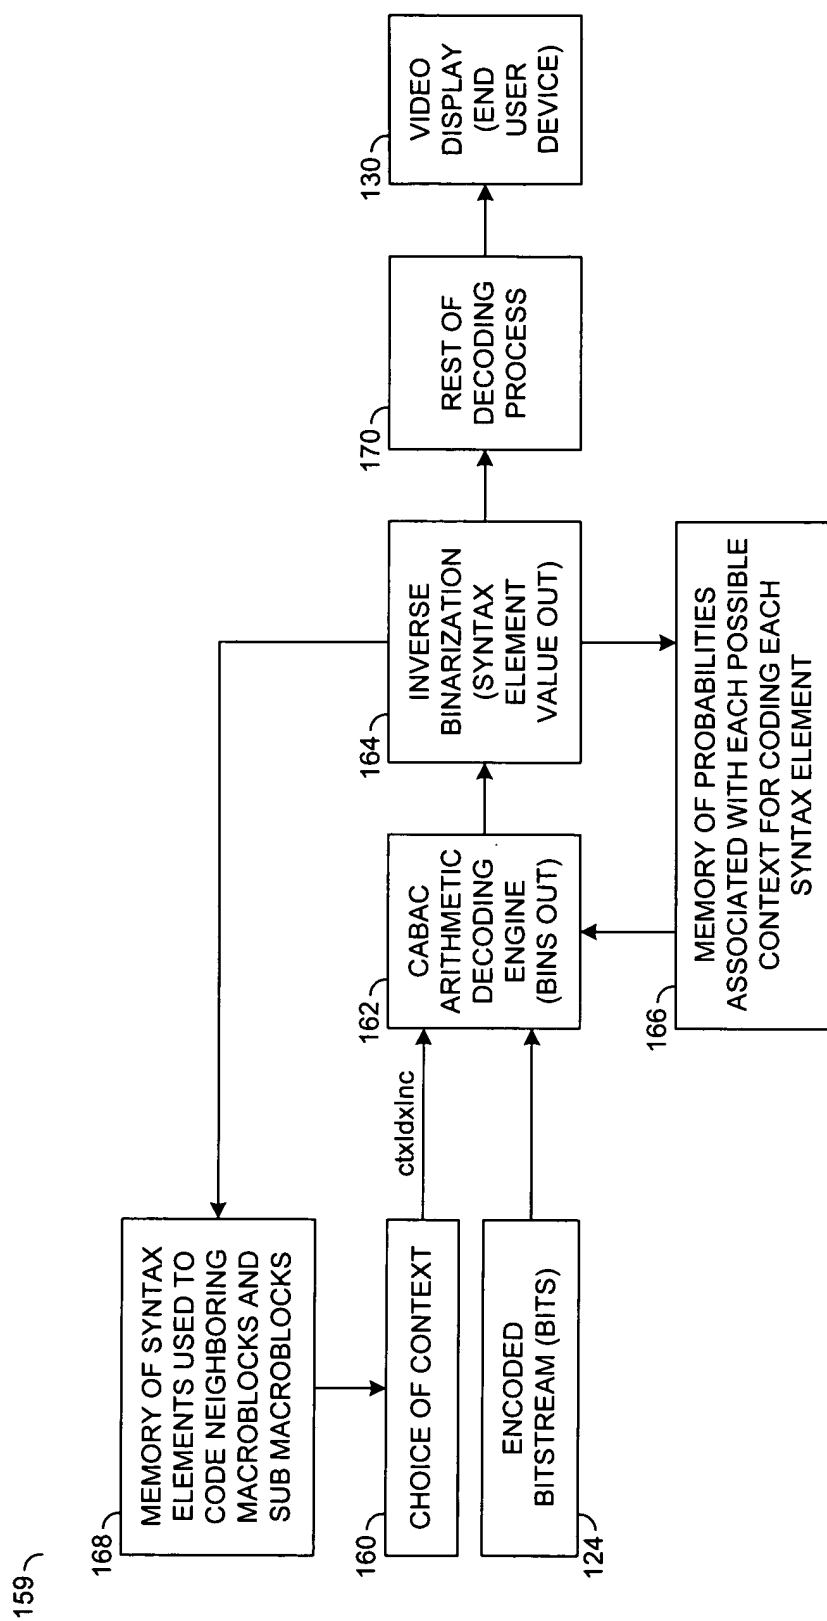 159
168
MEMORY OF SYNTAX
ELEMENTS USED TO
CODE NEIGHBORING
MACROBLOCKS AND
SUB MACROBLOCKS
160
CHOICE OF CONTEXT
ctxIdxInc
124
ENCODED
BITSTREAM (BITS)
162
CABAC
ARITHMETIC
DECODING
ENGINE
(BINS OUT)
164
INVERSE
BINARIZATION
(SYNTAX
ELEMENT
VALUE OUT)
170
REST OF
DECODING
PROCESS
130
VIDEO
DISPLAY
(END
USER
DEVICE)
166
MEMORY OF PROBABILITIES
ASSOCIATED WITH EACH POSSIBLE
CONTEXT FOR CODING EACH
SYNTAX ELEMENT